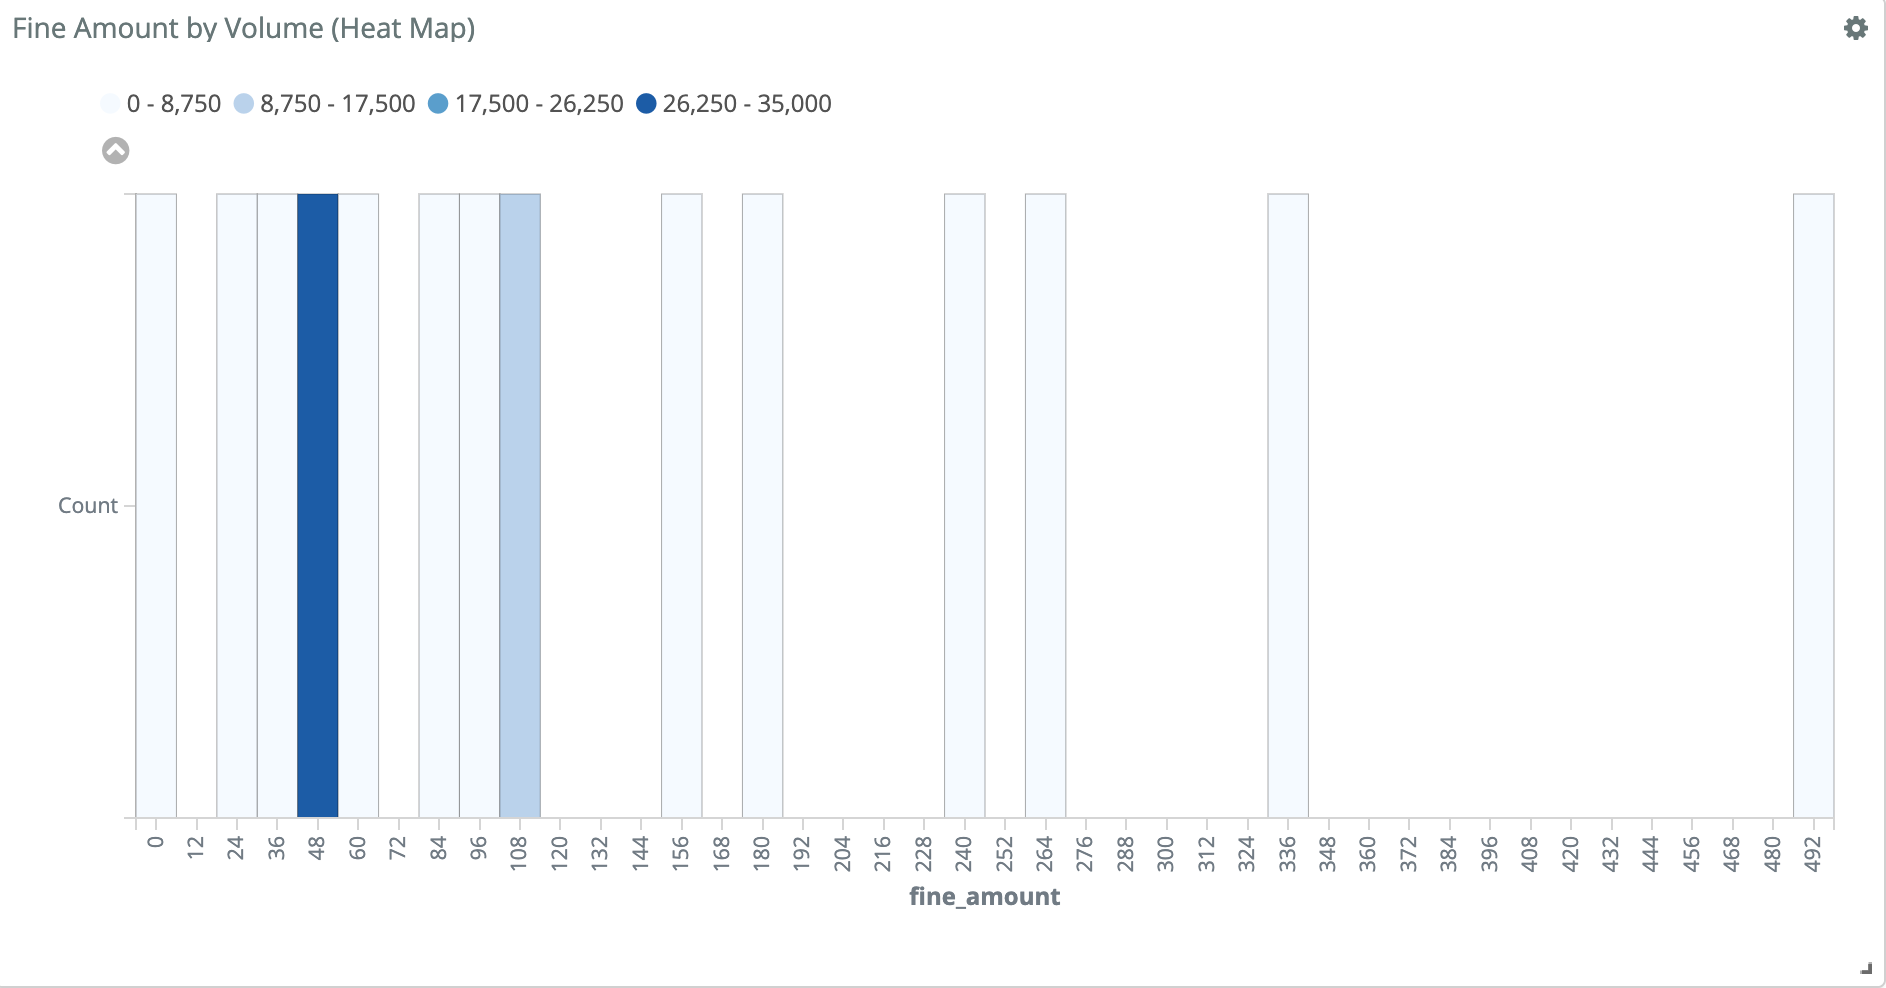 Fine Amount by Volume (Heat Map)
0 - 8,750 8,750 - 17,500 17,500 - 26,250 26,250 - 35,000
Count
0 12 24 36 48 60 72 84 96 108 120 132 144 156 168 180 192 204 216 228 240 252 264 276 288 300 312 324 336 348 360 372 384 396 408 420 432 444 456 468 480 492
fine_amount